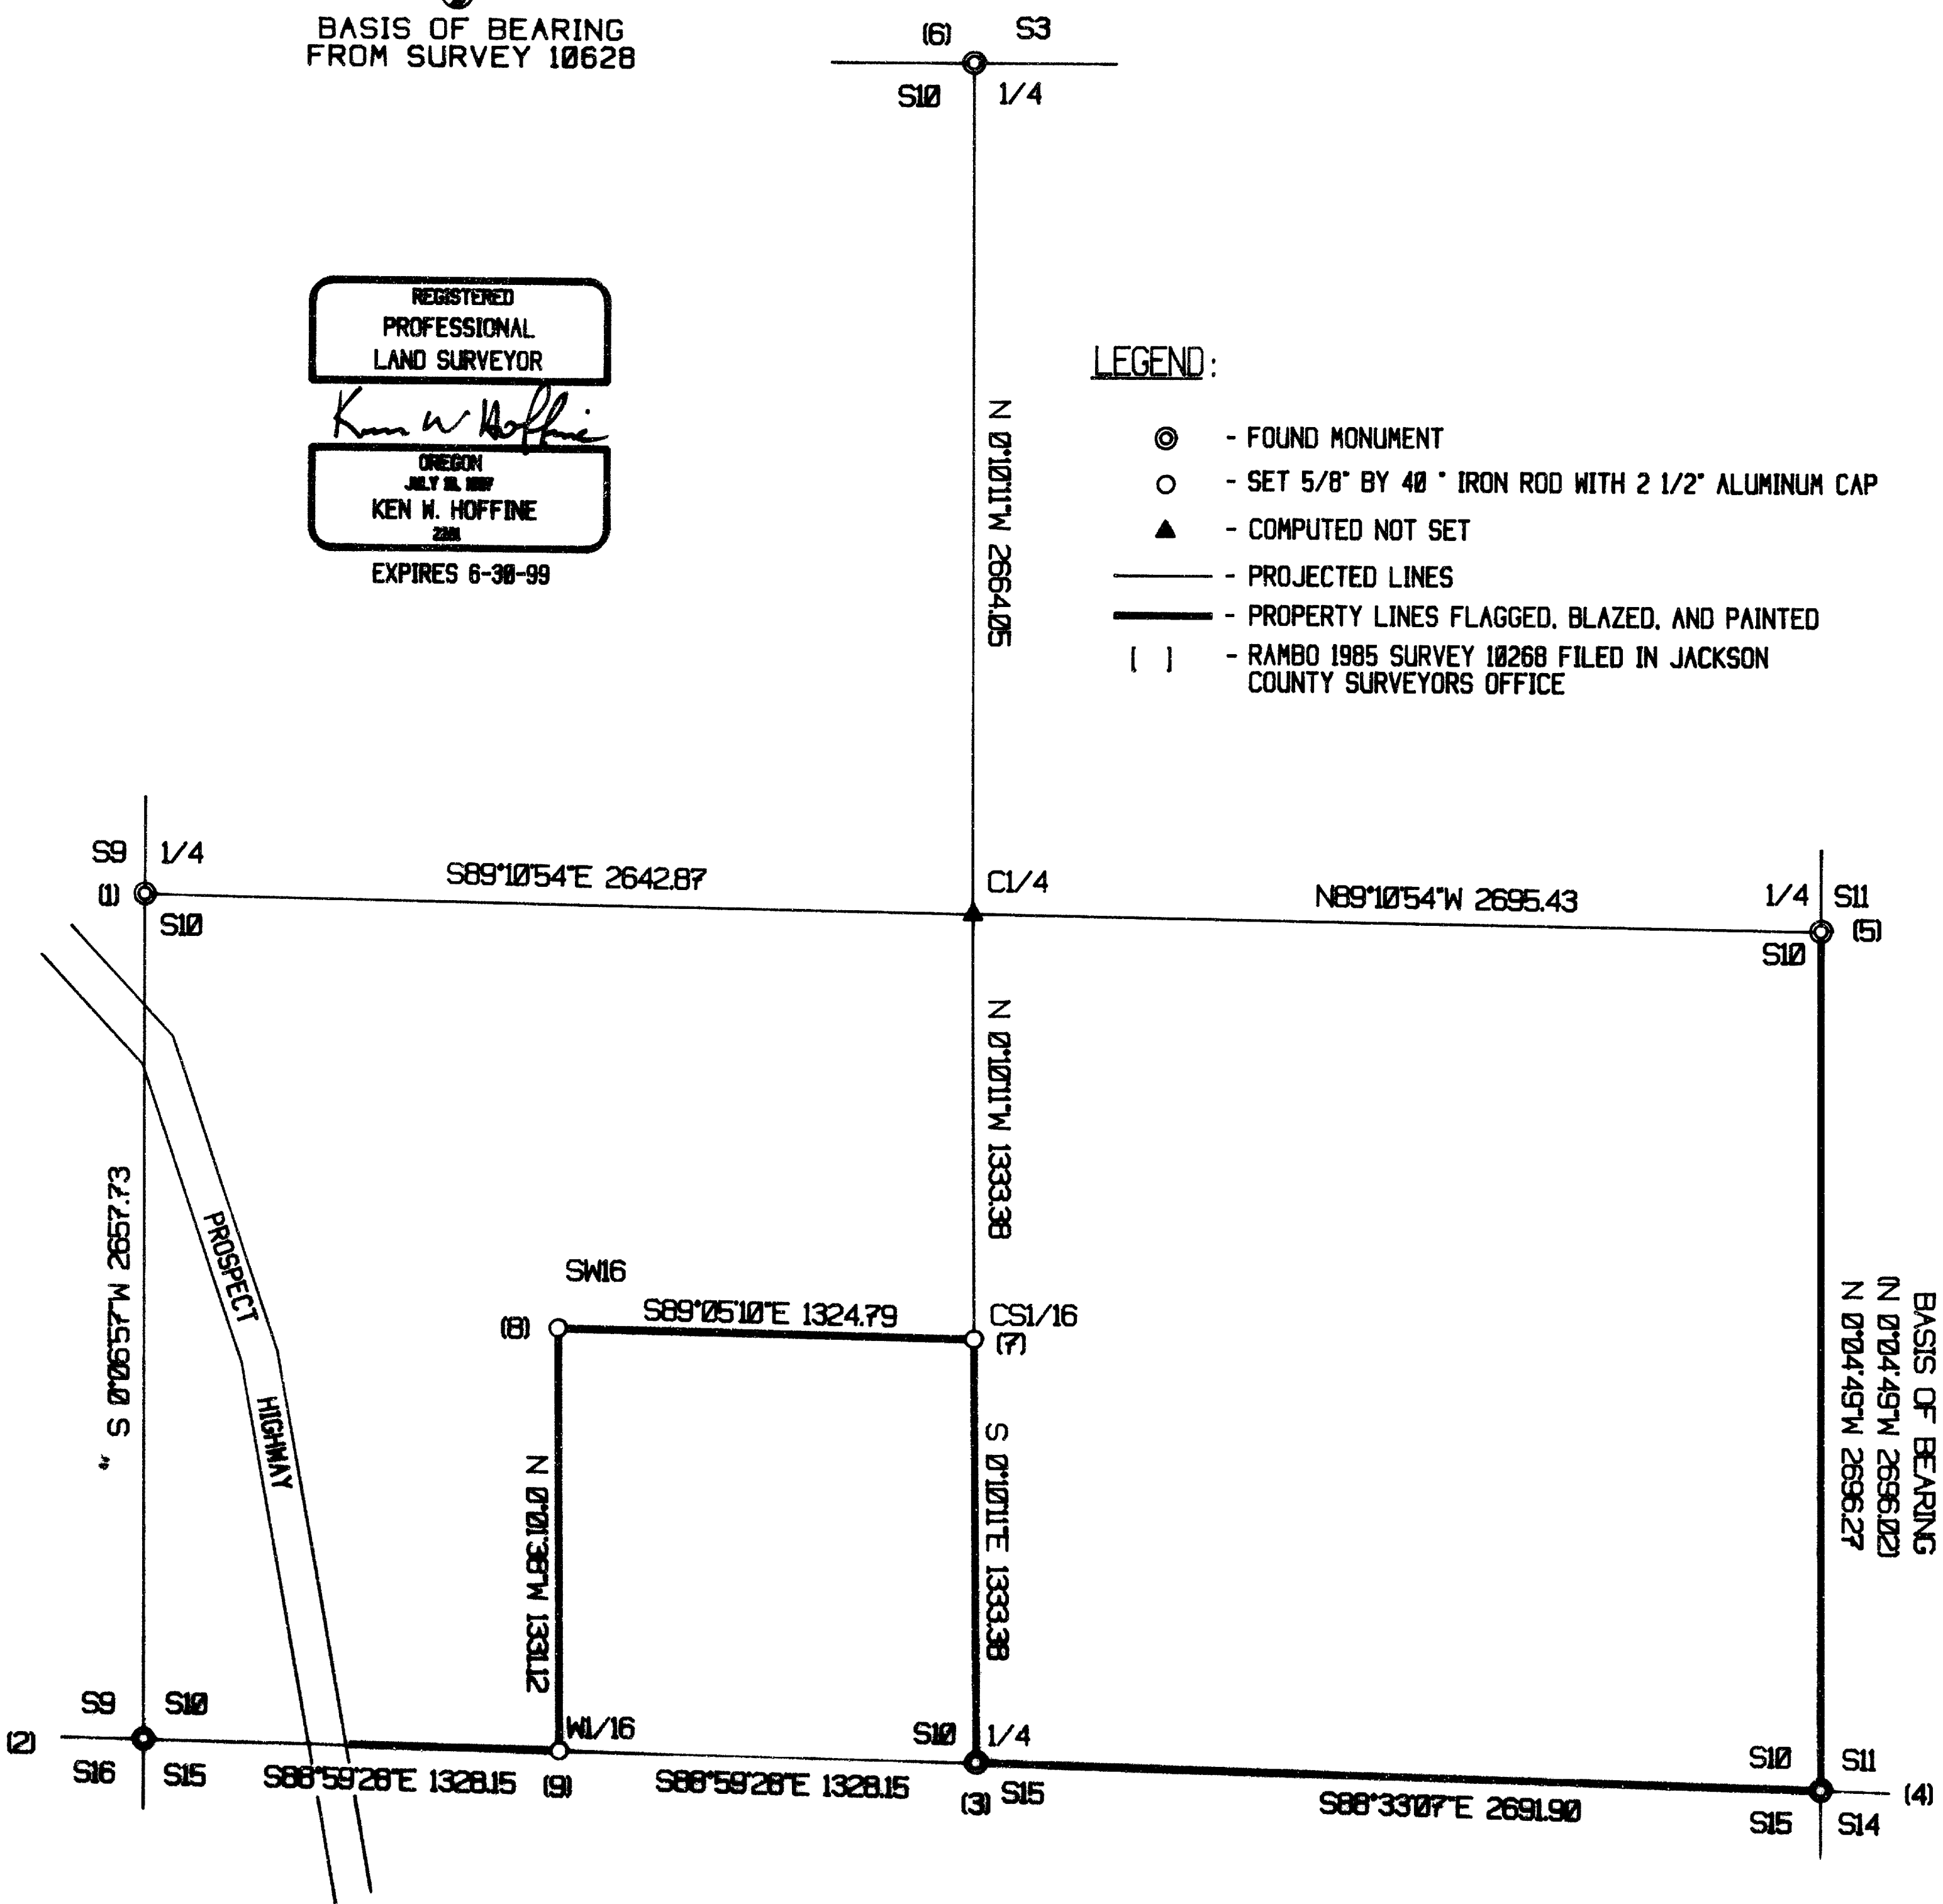 BASIS OF BEARING
FROM SURVEY 10628
(6) S3
S10 1/4
REGISTERED
PROFESSIONAL
LAND SURVEYOR
Ken W Hoffine
OREGON
KEN W. HOFFINE
EXPIRES 6-30-99
N 0°10'11"W 2664.05
LEGEND:
- FOUND MONUMENT
- SET 5/8" BY 40 " IRON ROD WITH 2 1/2" ALUMINUM CAP
- COMPUTED NOT SET
- PROJECTED LINES
- PROPERTY LINES FLAGGED, BLAZED, AND PAINTED
[ ] - RAMBO 1985 SURVEY 10268 FILED IN JACKSON
COUNTY SURVEYORS OFFICE
S9 1/4
(1)
S10
S89°10'54"E 2642.87
C1/4
N89°10'54"W 2695.43
1/4 S11
(5)
S10
N 0°10'11"W 1333.38
S 0°06'57"W 2657.73
PROSPECT
HIGHWAY
SW16
(8)
S89°05'10"E 1324.79
CS1/16
(7)
N 0°10'38"W 1331.12
S 0°10'11"E 1333.38
BASIS OF BEARING
(N 0°04'49"W 2696.02)
N 0°04'49"W 2696.27
S9 S10
(2)
S16 S15
S88°59'28"E 1328.15
W1/16
(9)
S88°59'28"E 1328.15
S10 1/4
(3) S15
S88°33'07"E 2691.90
S10 S11
(4)
S15 S14